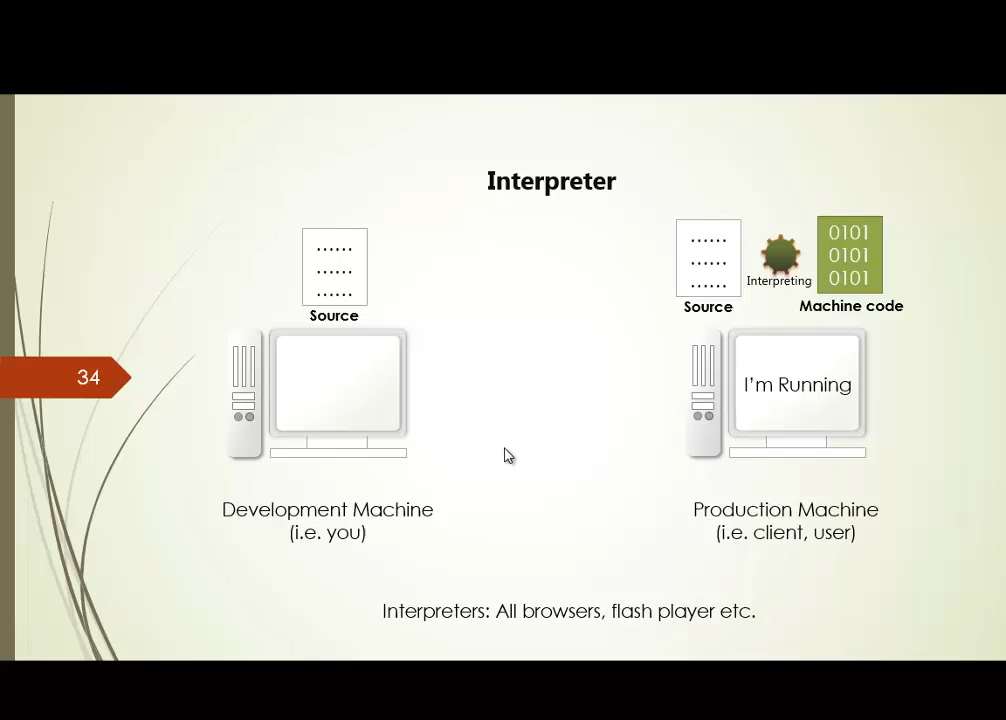 Interpreter
......
......
......
Source
......
......
......
Source
Interpreting
0101
0101
0101
Machine code
34
I'm Running
Development Machine
(i.e. you)
Production Machine
(i.e. client, user)
Interpreters: All browsers, flash player etc.